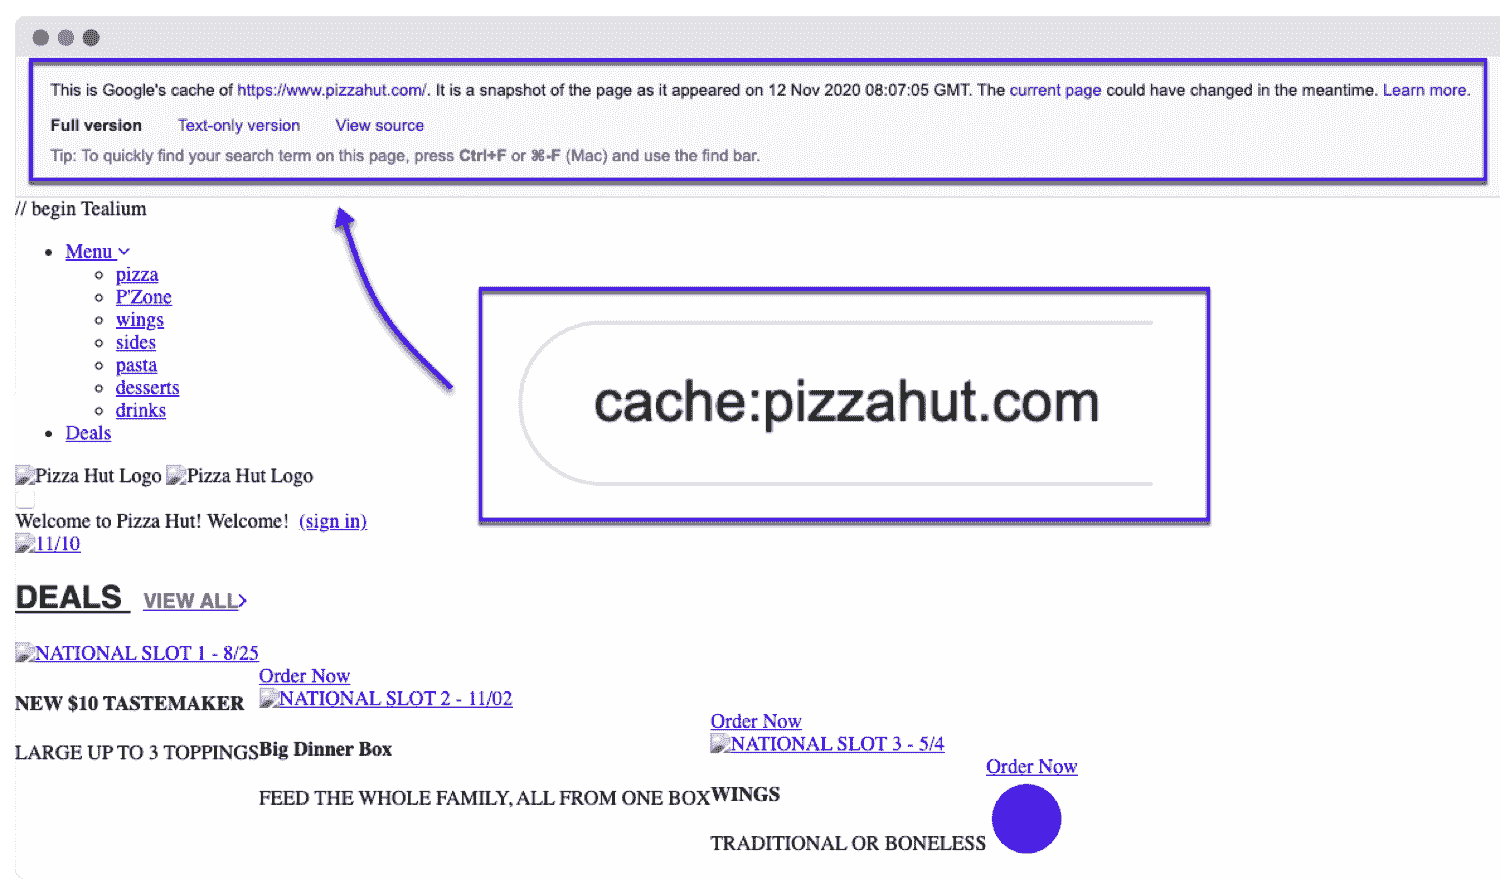 This is Google's cache of https://www.pizzahut.com/. It is a snapshot of the page as it appeared on 12 Nov 2020 08:07:05 GMT. The current page could have changed in the meantime. Learn more.
Full version Text-only version View source
Tip: To quickly find your search term on this page, press Ctrl+F or ⌘-F (Mac) and use the find bar.
// begin Tealium
Menu
pizza
P'Zone
wings
sides
pasta
desserts
drinks
Deals
cache:pizzahut.com
Pizza Hut Logo Pizza Hut Logo
Welcome to Pizza Hut! Welcome! (sign in)
11/10
DEALS VIEW ALL
NATIONAL SLOT 1 - 8/25
NEW $10 TASTEMAKER
LARGE UP TO 3 TOPPINGS
Order Now
NATIONAL SLOT 2 - 11/02
Big Dinner Box
FEED THE WHOLE FAMILY, ALL FROM ONE BOX
Order Now
NATIONAL SLOT 3 - 5/4
WINGS
TRADITIONAL OR BONELESS
Order Now